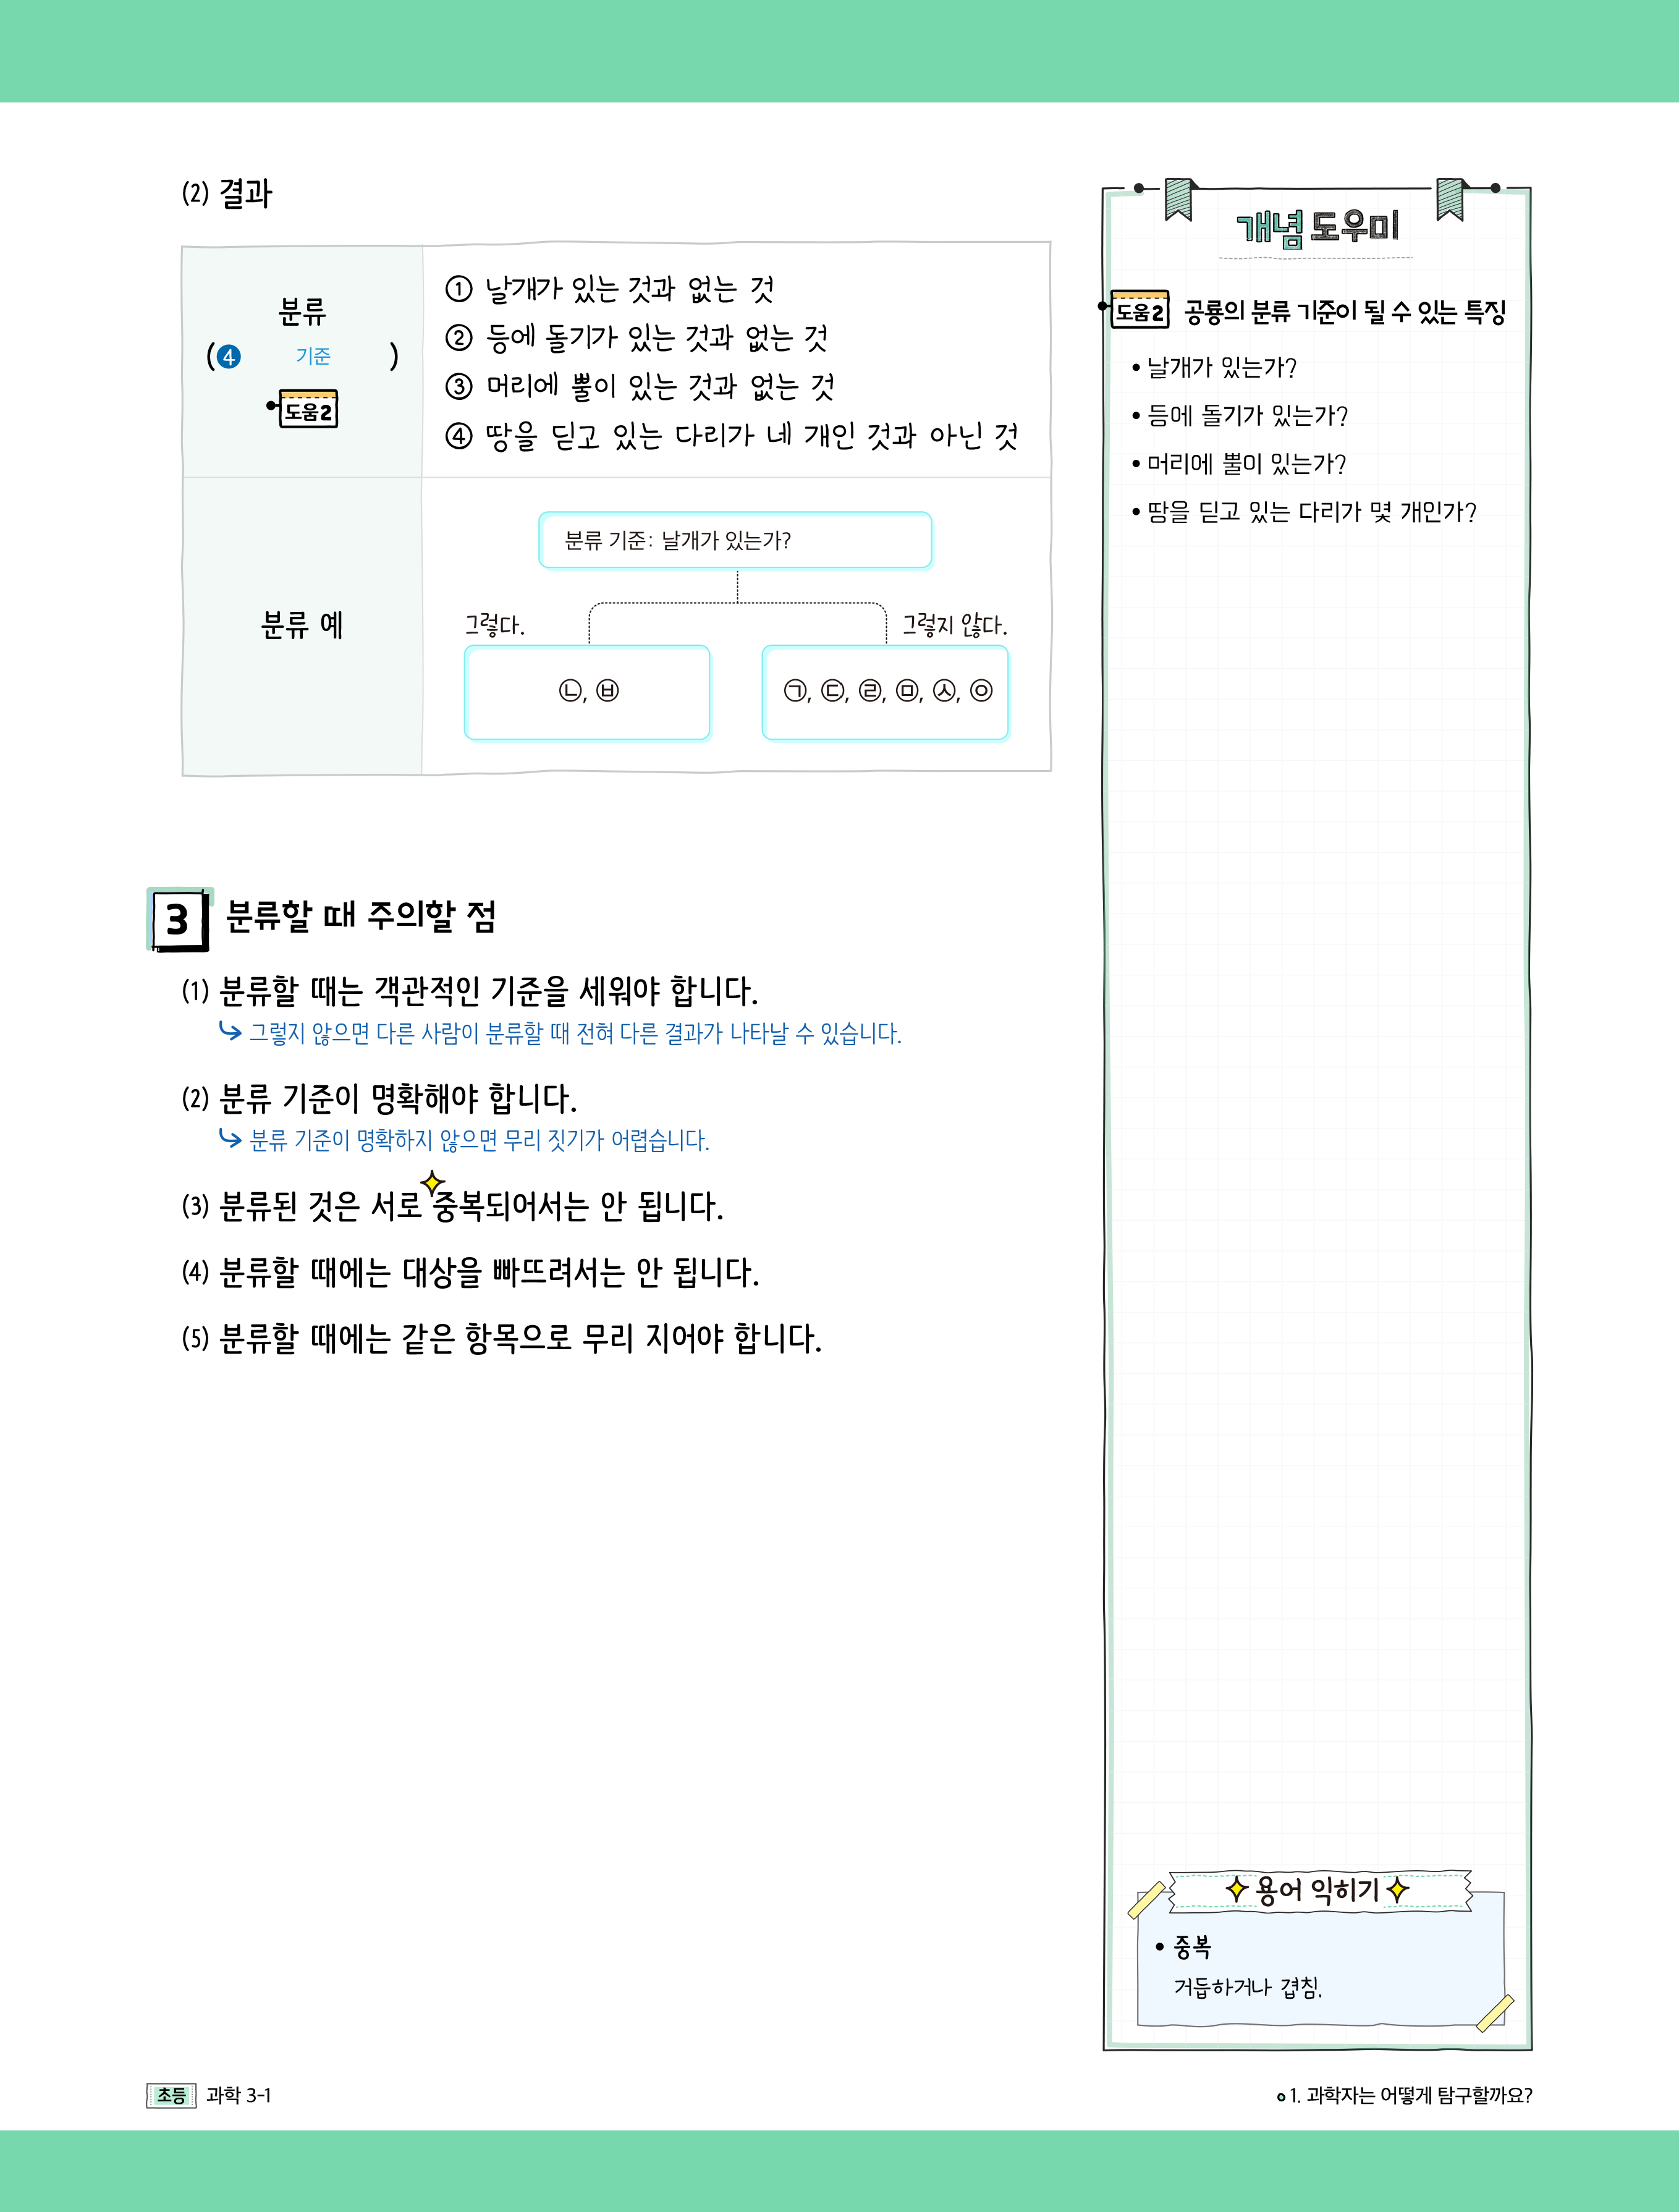 (2) 결과
분류
(❹ 기준 )
도움2
① 날개가 있는 것과 없는 것
② 등에 돌기가 있는 것과 없는 것
③ 머리에 뿔이 있는 것과 없는 것
④ 땅을 딛고 있는 다리가 네 개인 것과 아닌 것
분류 예
분류 기준: 날개가 있는가?
그렇다.
그렇지 않다.
㉡, ㉥
㉠, ㉢, ㉣, ㉤, ㉦, ㉧
3 분류할 때 주의할 점
(1) 분류할 때는 객관적인 기준을 세워야 합니다.
그렇지 않으면 다른 사람이 분류할 때 전혀 다른 결과가 나타날 수 있습니다.
(2) 분류 기준이 명확해야 합니다.
분류 기준이 명확하지 않으면 무리 짓기가 어렵습니다.
(3) 분류된 것은 서로 중복되어서는 안 됩니다.
(4) 분류할 때에는 대상을 빠뜨려서는 안 됩니다.
(5) 분류할 때에는 같은 항목으로 무리 지어야 합니다.
개념 도우미
도움2 공룡의 분류 기준이 될 수 있는 특징
• 날개가 있는가?
• 등에 돌기가 있는가?
• 머리에 뿔이 있는가?
• 땅을 딛고 있는 다리가 몇 개인가?
용어 익히기
• 중복
거듭하거나 겹침.
초등 과학 3-1
1. 과학자는 어떻게 탐구할까요?